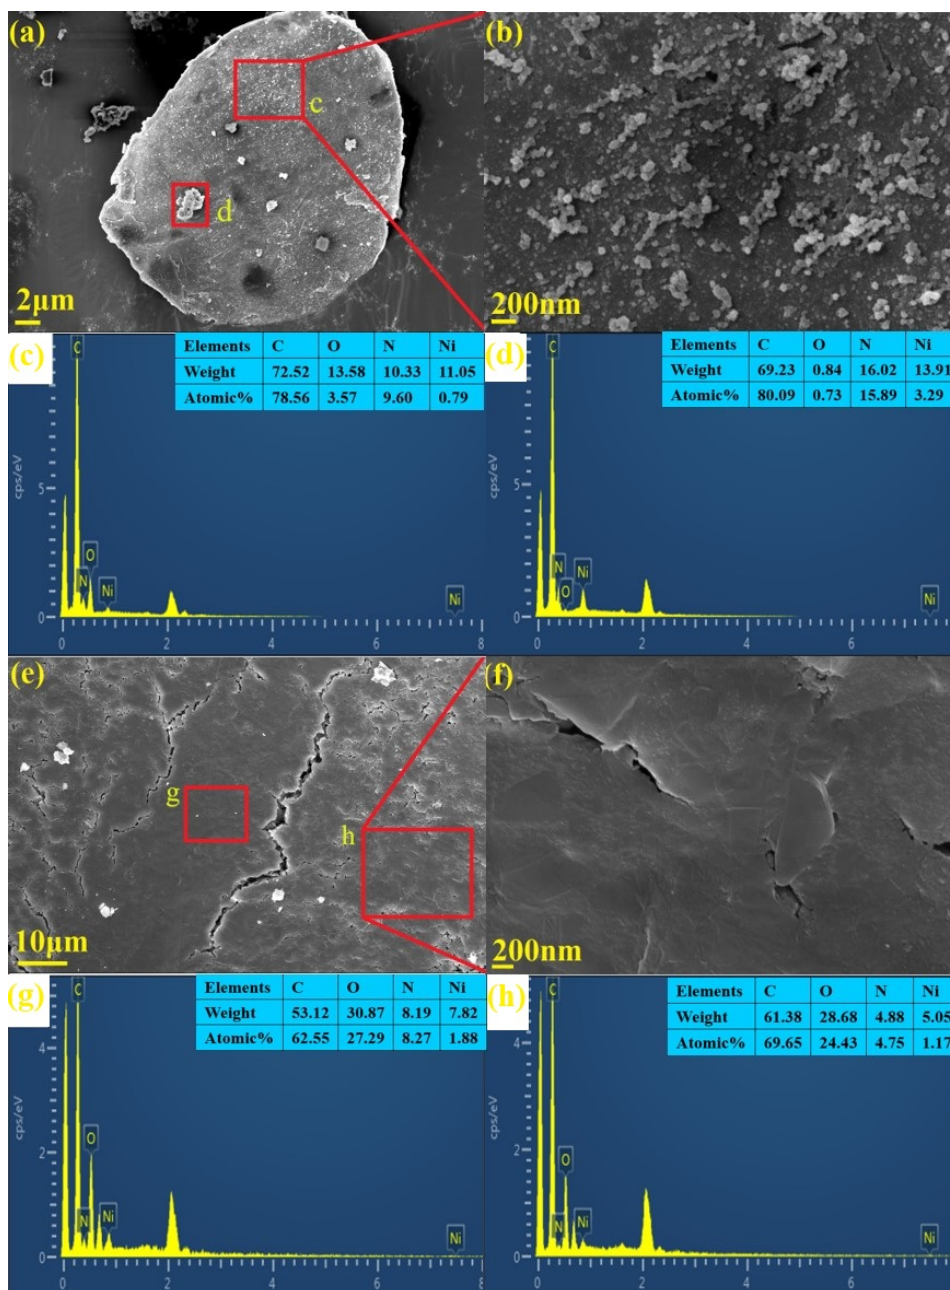 (a)
c
d
2μm
(b)
200nm
(c)
Elements C O N Ni
Weight 72.52 13.58 10.33 11.05
Atomic% 78.56 3.57 9.60 0.79
C
cps/eV
5
O
N
Ni
Ni
0
0 2 4 6 8
(d)
Elements C O N Ni
Weight 69.23 0.84 16.02 13.91
Atomic% 80.09 0.73 15.89 3.29
C
cps/eV
5
N
Ni
O
Ni
0
0 2 4 6
(e)
g
h
10μm
(f)
200nm
(g)
Elements C O N Ni
Weight 53.12 30.87 8.19 7.82
Atomic% 62.55 27.29 8.27 1.88
C
4
cps/eV
O
2
Ni
N
Ni
0
0 2 4 6 8
(h)
Elements C O N Ni
Weight 61.38 28.68 4.88 5.05
Atomic% 69.65 24.43 4.75 1.17
C
4
cps/eV
2
O
N
Ni
Ni
0
0 2 4 6